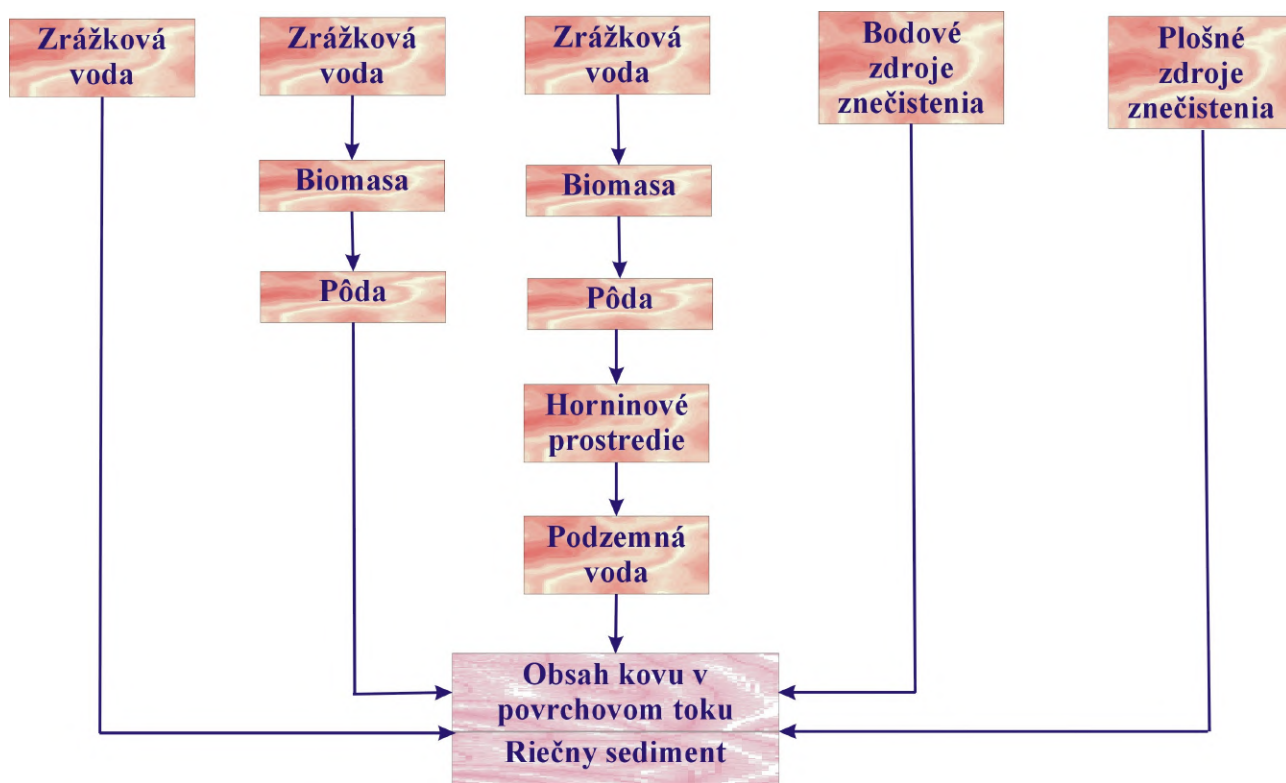 Zrážková
voda
Zrážková
voda
Zrážková
voda
Bodové
zdroje
znečistenia
Plošné
zdroje
znečistenia
Biomasa
Biomasa
Pôda
Pôda
Horninové
prostredie
Podzemná
voda
Obsah kovu v
povrchovom toku
Riečny sediment